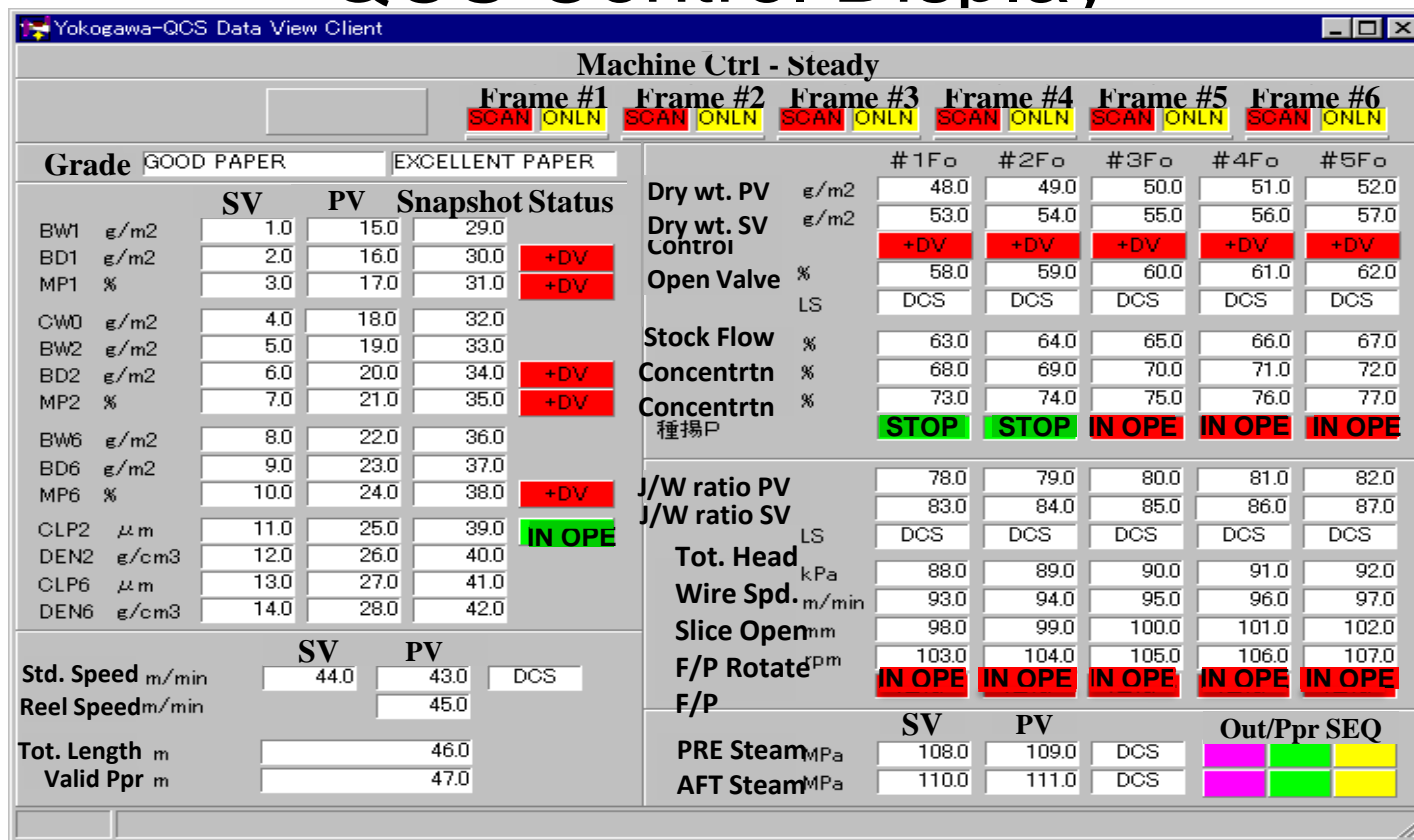 QCS Control Display
Yokogawa-QCS Data View Client
Machine Ctrl - Steady
Frame #1 Frame #2 Frame #3 Frame #4 Frame #5 Frame #6
SCAN ONLN SCAN ONLN SCAN ONLN SCAN ONLN SCAN ONLN SCAN ONLN
Grade GOOD PAPER EXCELLENT PAPER
SV PV Snapshot Status
BW1 g/m2 1.0 15.0 29.0
BD1 g/m2 2.0 16.0 30.0 +DV
MP1 % 3.0 17.0 31.0 +DV
CW0 g/m2 4.0 18.0 32.0
BW2 g/m2 5.0 19.0 33.0
BD2 g/m2 6.0 20.0 34.0 +DV
MP2 % 7.0 21.0 35.0 +DV
BW6 g/m2 8.0 22.0 36.0
BD6 g/m2 9.0 23.0 37.0
MP6 % 10.0 24.0 38.0 +DV
CLP2 μm 11.0 25.0 39.0 IN OPE
DEN2 g/cm3 12.0 26.0 40.0
CLP6 μm 13.0 27.0 41.0
DEN6 g/cm3 14.0 28.0 42.0
SV PV
Std. Speed m/min 44.0 43.0 DCS
Reel Speed m/min 45.0
Tot. Length m 46.0
Valid Ppr m 47.0
#1Fo #2Fo #3Fo #4Fo #5Fo
Dry wt. PV g/m2 48.0 49.0 50.0 51.0 52.0
Dry wt. SV g/m2 53.0 54.0 55.0 56.0 57.0
Control +DV +DV +DV +DV +DV
Open Valve % 58.0 59.0 60.0 61.0 62.0
LS DCS DCS DCS DCS DCS
Stock Flow % 63.0 64.0 65.0 66.0 67.0
Concentrtn % 68.0 69.0 70.0 71.0 72.0
Concentrtn % 73.0 74.0 75.0 76.0 77.0
種揚P STOP STOP IN OPE IN OPE IN OPE
J/W ratio PV 78.0 79.0 80.0 81.0 82.0
J/W ratio SV 83.0 84.0 85.0 86.0 87.0
LS DCS DCS DCS DCS DCS
Tot. Head kPa 88.0 89.0 90.0 91.0 92.0
Wire Spd. m/min 93.0 94.0 95.0 96.0 97.0
Slice Open mm 98.0 99.0 100.0 101.0 102.0
F/P Rotate rpm 103.0 104.0 105.0 106.0 107.0
F/P IN OPE IN OPE IN OPE IN OPE IN OPE
SV PV Out/Ppr SEQ
PRE Steam MPa 108.0 109.0 DCS
AFT Steam MPa 110.0 111.0 DCS